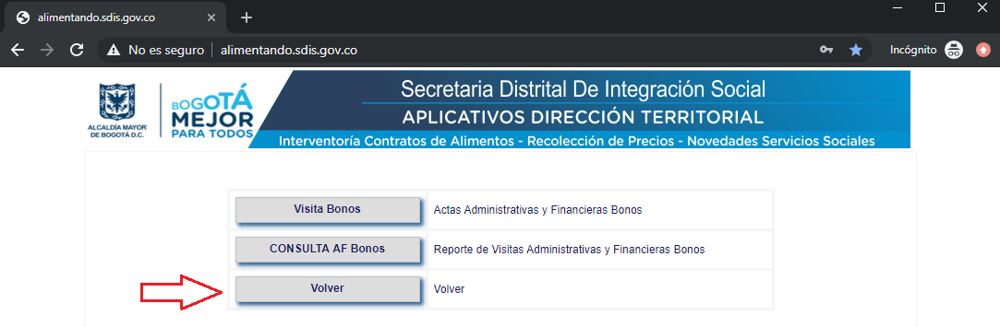 alimentando.sdis.gov.co
No es seguro | alimentando.sdis.gov.co
Incógnito
ALCALDÍA MAYOR
DE BOGOTÁ D.C.
BOGOTÁ
MEJOR
PARA TODOS
Secretaria Distrital De Integración Social
APLICATIVOS DIRECCIÓN TERRITORIAL
Interventoría Contratos de Alimentos - Recolección de Precios - Novedades Servicios Sociales
Visita Bonos
Actas Administrativas y Financieras Bonos
CONSULTA AF Bonos
Reporte de Visitas Administrativas y Financieras Bonos
Volver
Volver